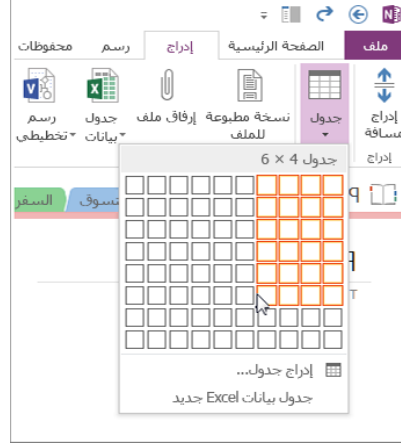 ملف الصفحة الرئيسية إدراج رسم محفوظات
إدراج مسافة
جدول
نسخة مطبوعة للملف
إرفاق ملف
جدول بيانات
رسم تخطيطي
إدراج
جدول 4 × 6
تسوق
السفر
إدراج جدول...
جدول بيانات Excel جديد